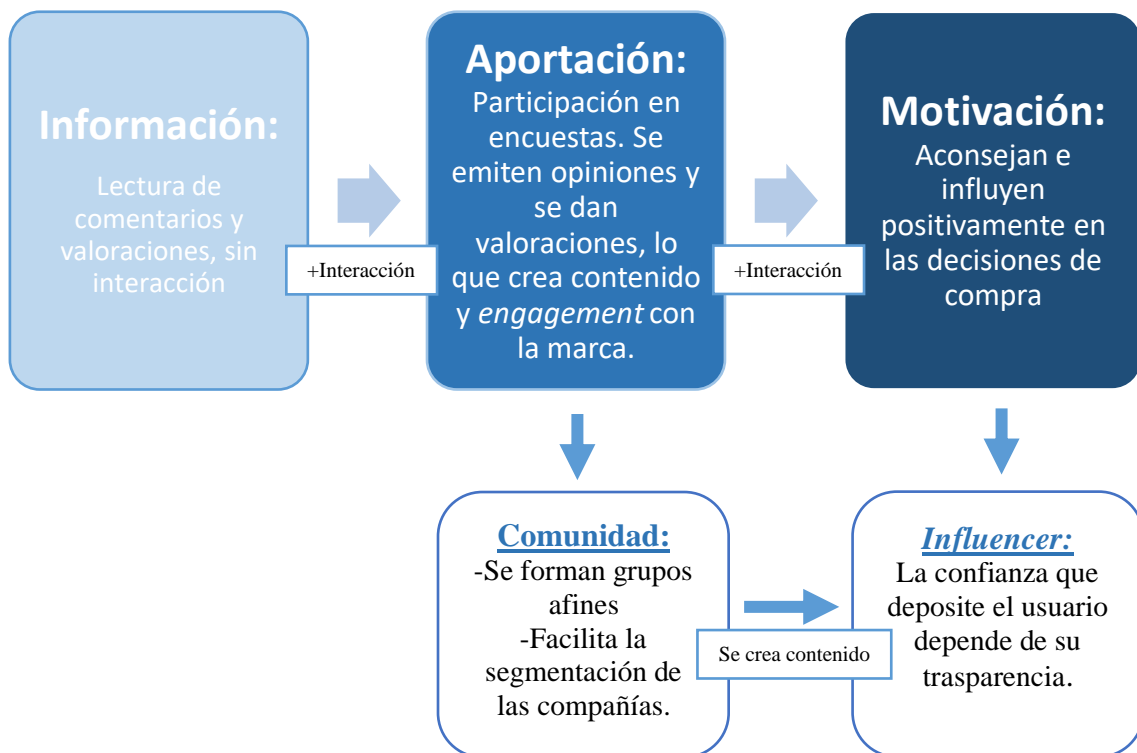 Información:
Lectura de
comentarios y
valoraciones, sin
interacción
+Interacción
Aportación:
Participación en
encuestas. Se
emiten opiniones y
se dan
valoraciones, lo
que crea contenido
y engagement con
la marca.
+Interacción
Motivación:
Aconsejan e
influyen
positivamente en
las decisiones de
compra
Comunidad:
-Se forman grupos
afines
-Facilita la
segmentación de
las compañías.
Se crea contenido
Influencer:
La confianza que
deposite el usuario
depende de su
trasparencia.